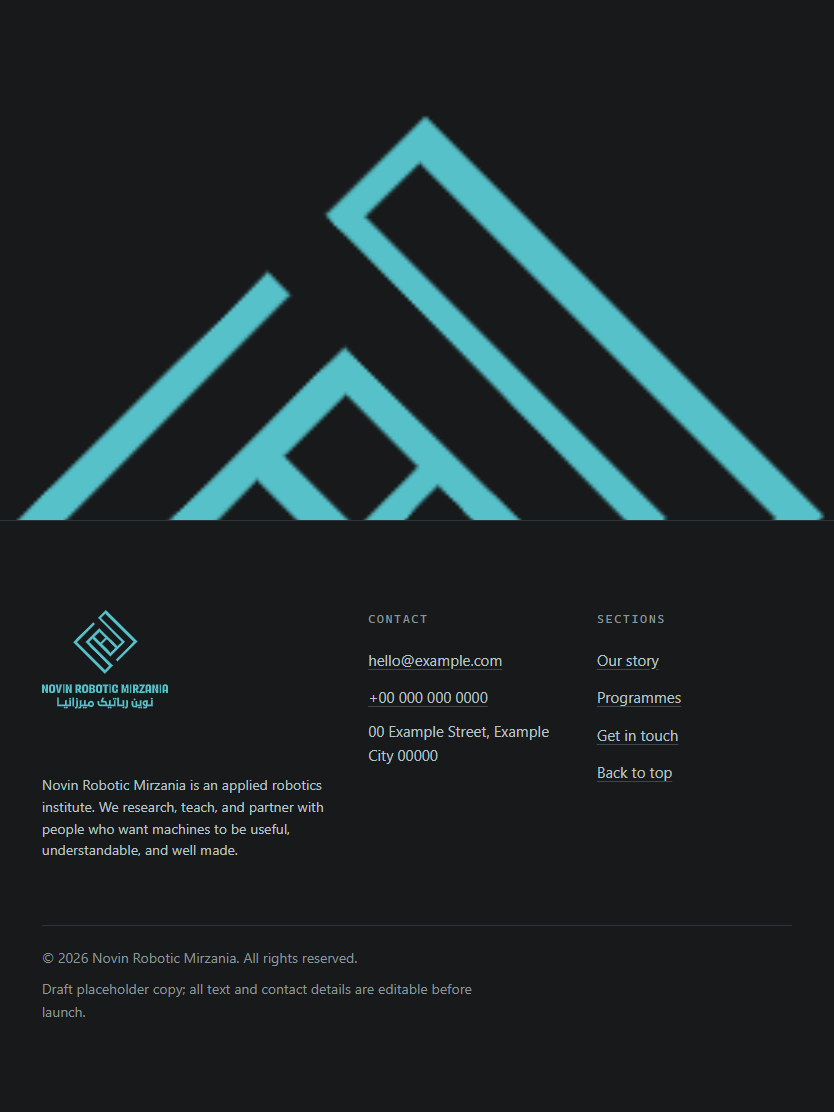 NOVIN ROBOTIC MIRZANIA
نوین رباتیک میرزانیا
Novin Robotic Mirzania is an applied robotics
institute. We research, teach, and partner with
people who want machines to be useful,
understandable, and well made.
CONTACT
hello@example.com
+00 000 000 0000
00 Example Street, Example
City 00000
SECTIONS
Our story
Programmes
Get in touch
Back to top
© 2026 Novin Robotic Mirzania. All rights reserved.
Draft placeholder copy; all text and contact details are editable before
launch.